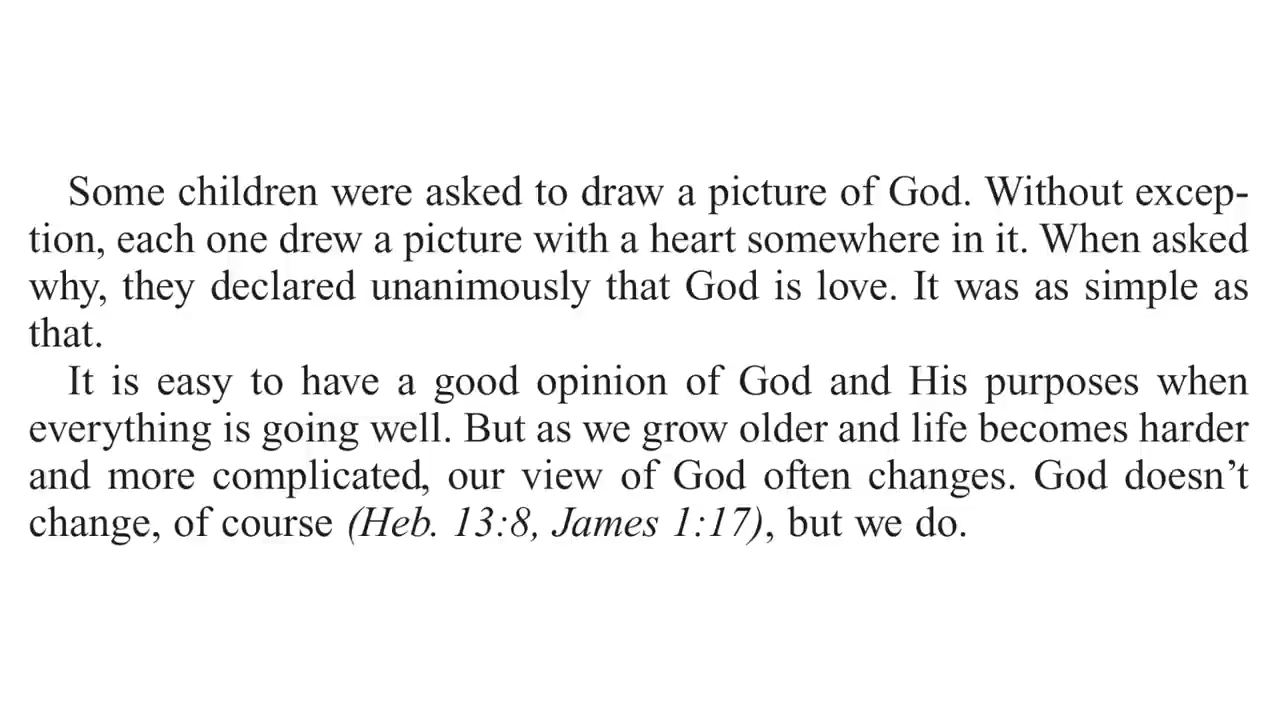 Some children were asked to draw a picture of God. Without excep-
tion, each one drew a picture with a heart somewhere in it. When asked
why, they declared unanimously that God is love. It was as simple as
that.
It is easy to have a good opinion of God and His purposes when
everything is going well. But as we grow older and life becomes harder
and more complicated, our view of God often changes. God doesn’t
change, of course (Heb. 13:8, James 1:17), but we do.